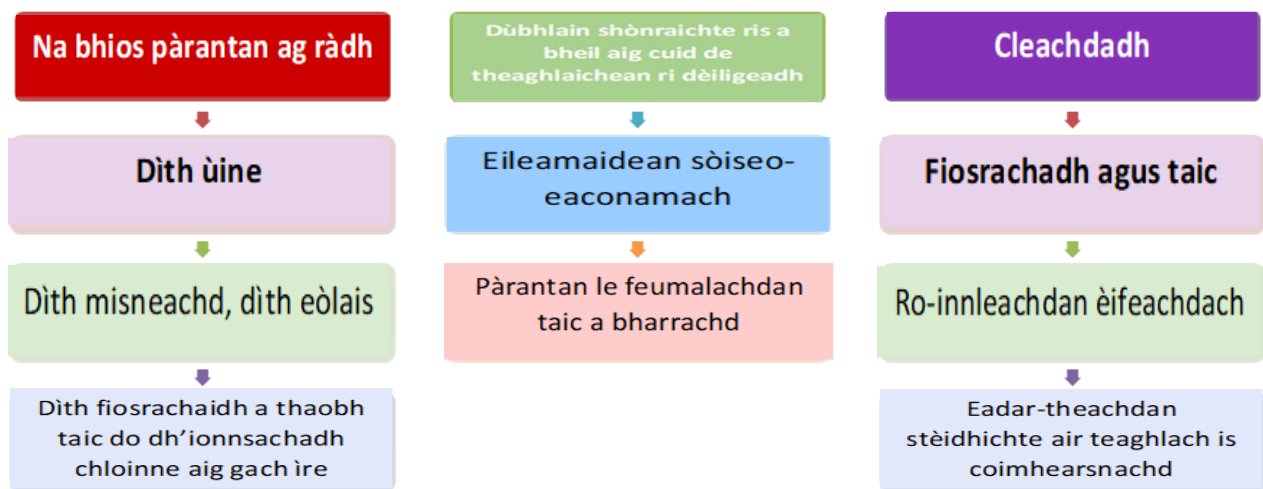 Na bhios pàrantan ag ràdh
Dìth ùine
Dìth misneachd, dìth eòlais
Dìth fiosrachaidh a thaobh
taic do dh'ionnsachadh
chloinne aig gach ìre
Dùbhlain shònraichte ris a
bheil aig cuid de
theaghlaichean ri dèiligeadh
Eileamaidean sòiseo-
eaconamach
Pàrantan le feumalachdan
taic a bharrachd
Cleachdadh
Fiosrachadh agus taic
Ro-innleachdan èifeachdach
Eadar-theachdan
stèidhichte air teaghlach is
coimhearsnachd